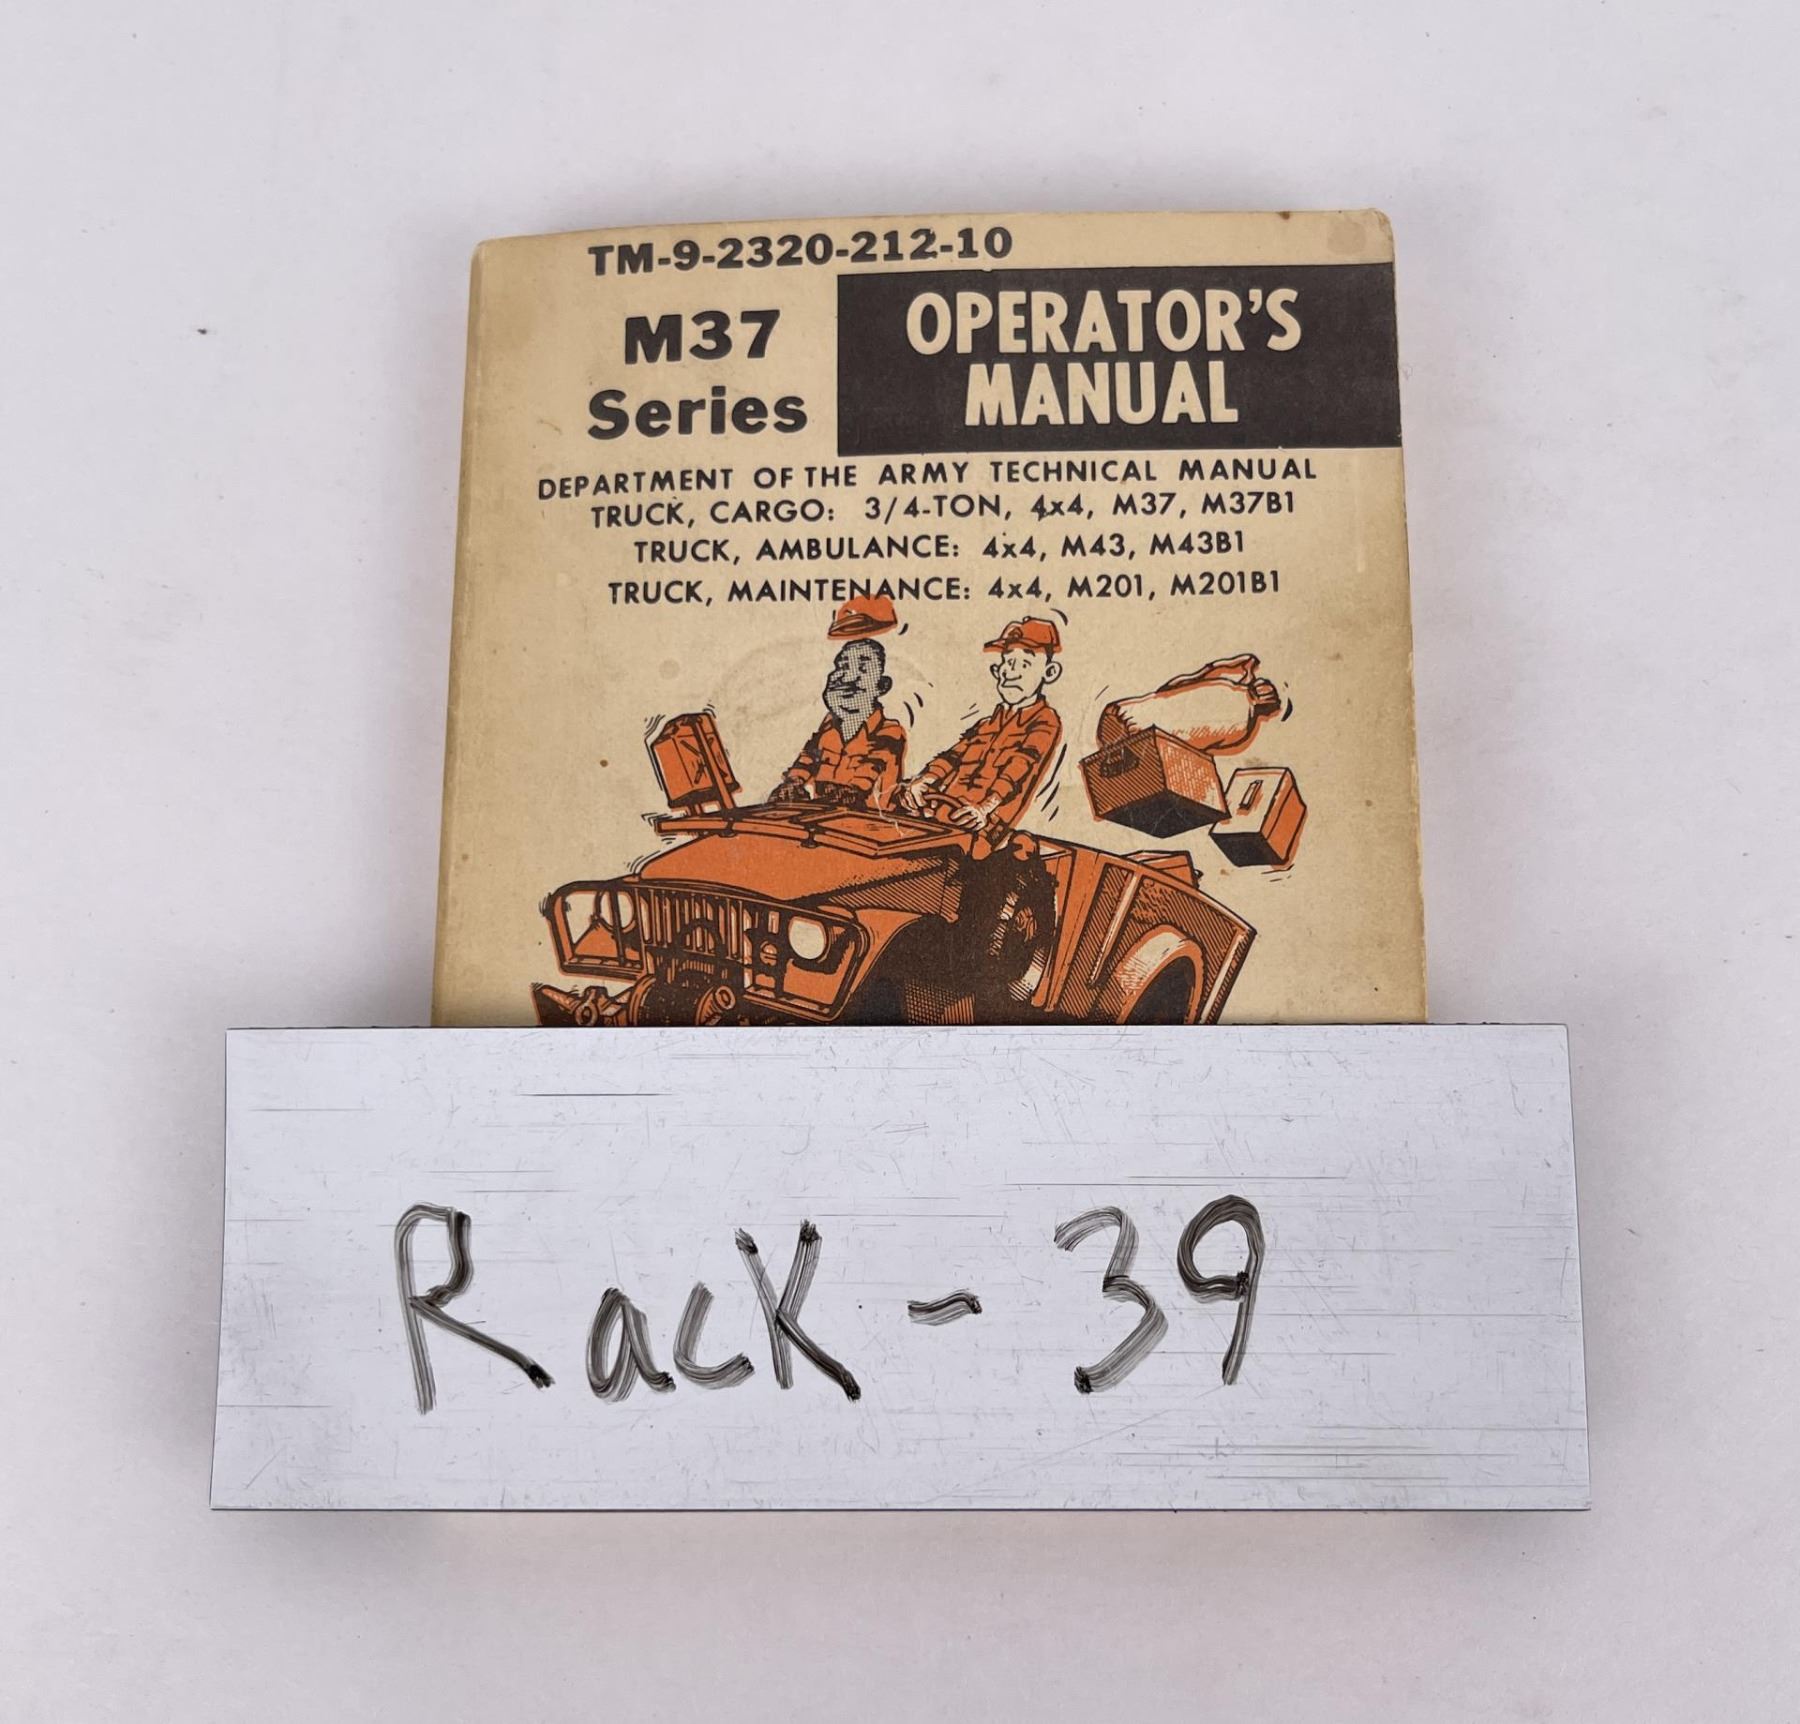 TM-9-2320-212-10
M37
Series
OPERATOR'S
MANUAL
DEPARTMENT OF THE ARMY TECHNICAL MANUAL
TRUCK, CARGO: 3/4-TON, 4x4, M37, M37B1
TRUCK, AMBULANCE: 4x4, M43, M43B1
TRUCK, MAINTENANCE: 4x4, M201, M201B1
Rack - 39